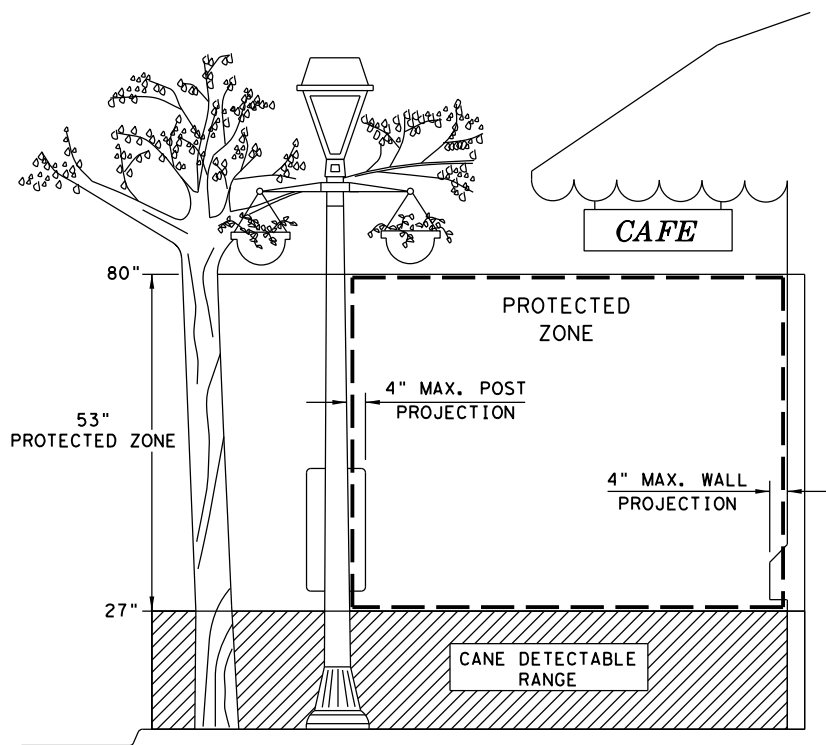 CAFE
80"
PROTECTED
ZONE
4" MAX. POST
PROJECTION
53"
PROTECTED ZONE
4" MAX. WALL
PROJECTION
27"
CANE DETECTABLE
RANGE